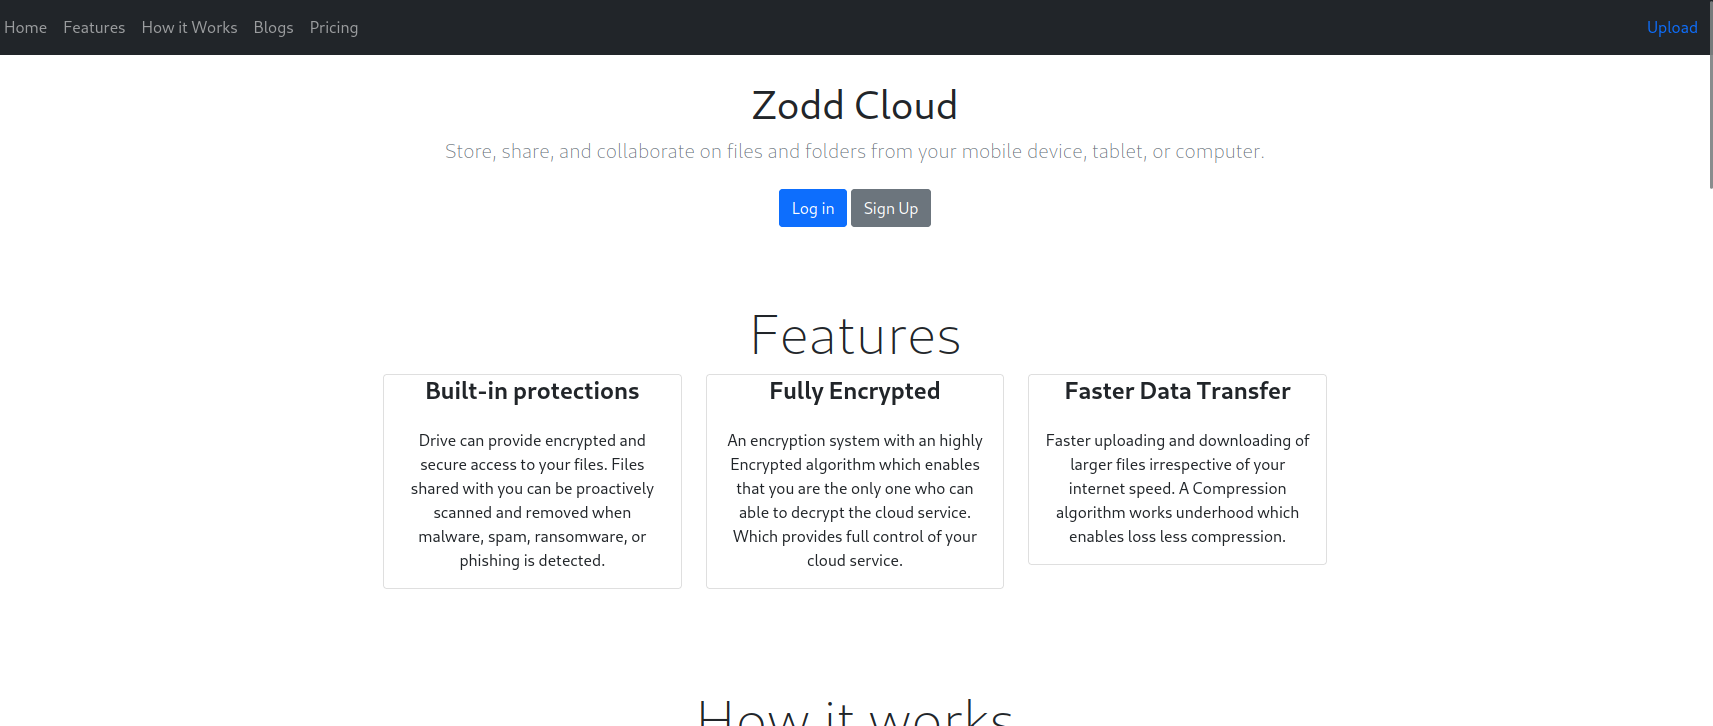 Home Features How it Works Blogs Pricing Upload
Zodd Cloud
Store, share, and collaborate on files and folders from your mobile device, tablet, or computer.
Log in Sign Up
Features
Built-in protections
Drive can provide encrypted and
secure access to your files. Files
shared with you can be proactively
scanned and removed when
malware, spam, ransomware, or
phishing is detected.
Fully Encrypted
An encryption system with an highly
Encrypted algorithm which enables
that you are the only one who can
able to decrypt the cloud service.
Which provides full control of your
cloud service.
Faster Data Transfer
Faster uploading and downloading of
larger files irrespective of your
internet speed. A Compression
algorithm works underhood which
enables loss less compression.
How it works